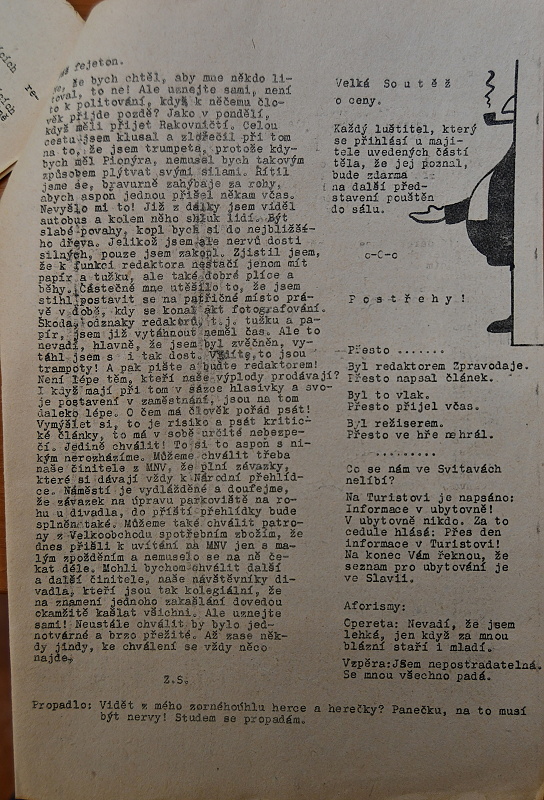 fejeton.
že bych chtěl, aby mne někdo li-
toval, to ne! Ale uznejte sami, není
to k politování, když k něčemu člo-
věk přijde pozdě? Jako v pondělí,
když měli přijet Rakovničtí. Celou
cestu jsem klusal a zlořečil při tom
na to, že jsem trumpeta, protože kdy-
bych měl Pionýra, nemusel bych takovým
způsobem plýtvat svými silami. Řítil
jsme se, bravurně zahýbaje za rohy,
abych aspon jednou přišel někam včas.
Nevyšlo mi to! Již z dálky jsem viděl
autobus a kolem něho shluk lidí. Být
slabé povahy, kopl bych si do nejbližší-
ho dřeva. Jelikož jsem ale nervů dosti
silných, pouze jsem zakopl. Zjistil jsem,
že k funkci redaktora nestačí jenom mít
papír a tužku, ale také dobré plíce a
běhy. Částečně mne utěšilo to, že jsem
stihl postavit se na patřičné místo prá-
vě v době, kdy se konal akt fotografování.
Škoda, odznaky redaktorů, t.j. tužku a pa-
pír, jsem již vytáhnout neměl čas. Ale to
nevadí, hlavně, že jsem byl zvěčněn, vy-
táhl jsem s i tak dost. Vidíte, to jsou
trampoty! A pak pište a buďte redaktorem!
Není lépe těm, kteří naše výplody prodávají?
I když mají při tom v sázce hlasivky a svo-
je postavení v zaměstnání, jsou na tom
daleko lépe. O čem má člověk pořád psát!
Vymýšlet si, to je risiko a psát kritic-
ké články, to má v sobě určité nebezpe-
čí. Jedině chválit! To si to aspoň s ni-
kým nerozházíme. Můžeme chválit třeba
naše činitele z MNV, že plní závazky,
které si dávají vždy k Národní přehlíd-
ce. Náměstí je vydlážděné a doufejme,
že závazek na úpravu parkoviště na ro-
hu u divadla, do příští přehlídky bude
splněn také. Můžeme také chválit patro-
ny z Velkoobchodu spotřebním zbožím, že
dnes přišli k uvítání na MNV jen s ma-
lým zpožděním a nemuselo se na ně če-
kat déle. Mohli bychom chválit další
a další činitele, naše návštěvníky di-
vadla, kteří jsou tak kolegiální, že
na znamení jednoho zakašlání dovedou
okamžitě kašlat všichni. Ale uznejte
sami! Neustále chválit by bylo jed-
notvárné a brzo přežité. Až zase něk-
dy jindy, ke chválení se vždy něco
najde.
Z.S.
Velká Soutěž
o ceny.
Každý luštitel, který
se přihlásí u maji-
tele uvedených částí
těla, že jej poznal,
bude zdarma
na další před-
stavení pouštěn
do sálu.
o-O-o
Postřehy!
Přesto .......
Byl redaktorem Zpravodaje.
Přesto napsal článek.
Byl to vlak.
Přesto přijel včas.
Byl režiserem.
Přesto ve hře nehrál.
..........
Co se nám ve Svitavách
nelíbí?
Na Turistovi je napsáno:
Informace v ubytovně!
V ubytovně nikdo. Za to
cedule hlásá: Přes den
informace v Turistovi!
Na konec Vám řeknou, že
seznam pro ubytování je
ve Slavii.
Aforismy:
Opereta: Nevadí, že jsem
lehká, jen když za mnou
blázní staří i mladí.
Vzpěra:Jsem nepostradatelná.
Se mnou všechno padá.
Propadlo: Vidět z mého zorného úhlu herce a herečky? Panečku, na to musí
být nervy! Studem se propadám.